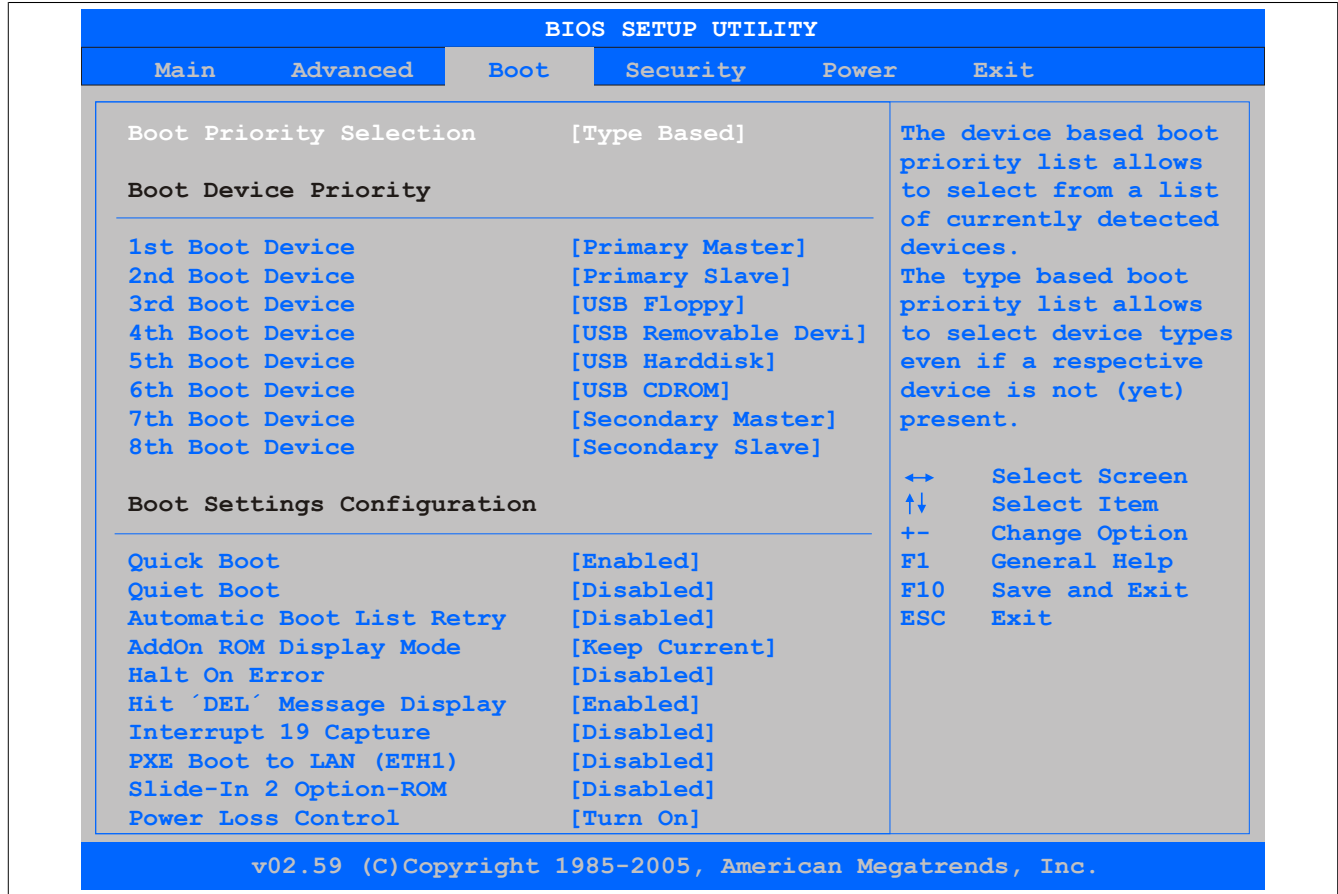 BIOS SETUP UTILITY
Main Advanced Boot Security Power Exit
Boot Priority Selection [Type Based]
Boot Device Priority
1st Boot Device [Primary Master]
2nd Boot Device [Primary Slave]
3rd Boot Device [USB Floppy]
4th Boot Device [USB Removable Devi]
5th Boot Device [USB Harddisk]
6th Boot Device [USB CDROM]
7th Boot Device [Secondary Master]
8th Boot Device [Secondary Slave]
Boot Settings Configuration
Quick Boot [Enabled]
Quiet Boot [Disabled]
Automatic Boot List Retry [Disabled]
AddOn ROM Display Mode [Keep Current]
Halt On Error [Disabled]
Hit ´DEL´ Message Display [Enabled]
Interrupt 19 Capture [Disabled]
PXE Boot to LAN (ETH1) [Disabled]
Slide-In 2 Option-ROM [Disabled]
Power Loss Control [Turn On]
The device based boot
priority list allows
to select from a list
of currently detected
devices.
The type based boot
priority list allows
to select device types
even if a respective
device is not (yet)
present.
↔ Select Screen
↑↓ Select Item
+- Change Option
F1 General Help
F10 Save and Exit
ESC Exit
v02.59 (C)Copyright 1985-2005, American Megatrends, Inc.